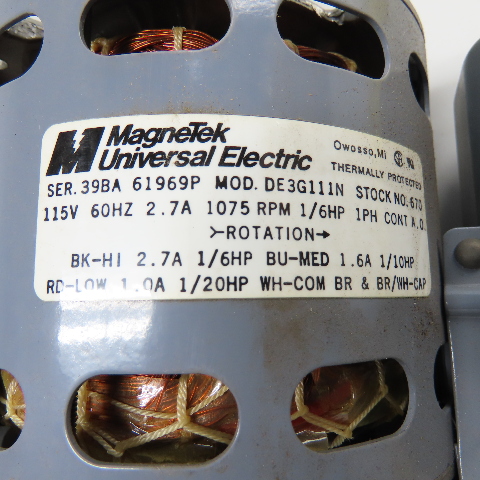 MagneTek
Universal Electric
Owosso, Mi
THERMALLY PROTECTED
SER. 39BA 61969P MOD. DE3G111N STOCK NO. 670
115V 60HZ 2.7A 1075 RPM 1/6HP 1PH CONT A.O.
>-ROTATION→
BK-HI 2.7A 1/6HP BU-MED 1.6A 1/10HP
RD-LOW 1.0A 1/20HP WH-COM BR & BR/WH-CAP